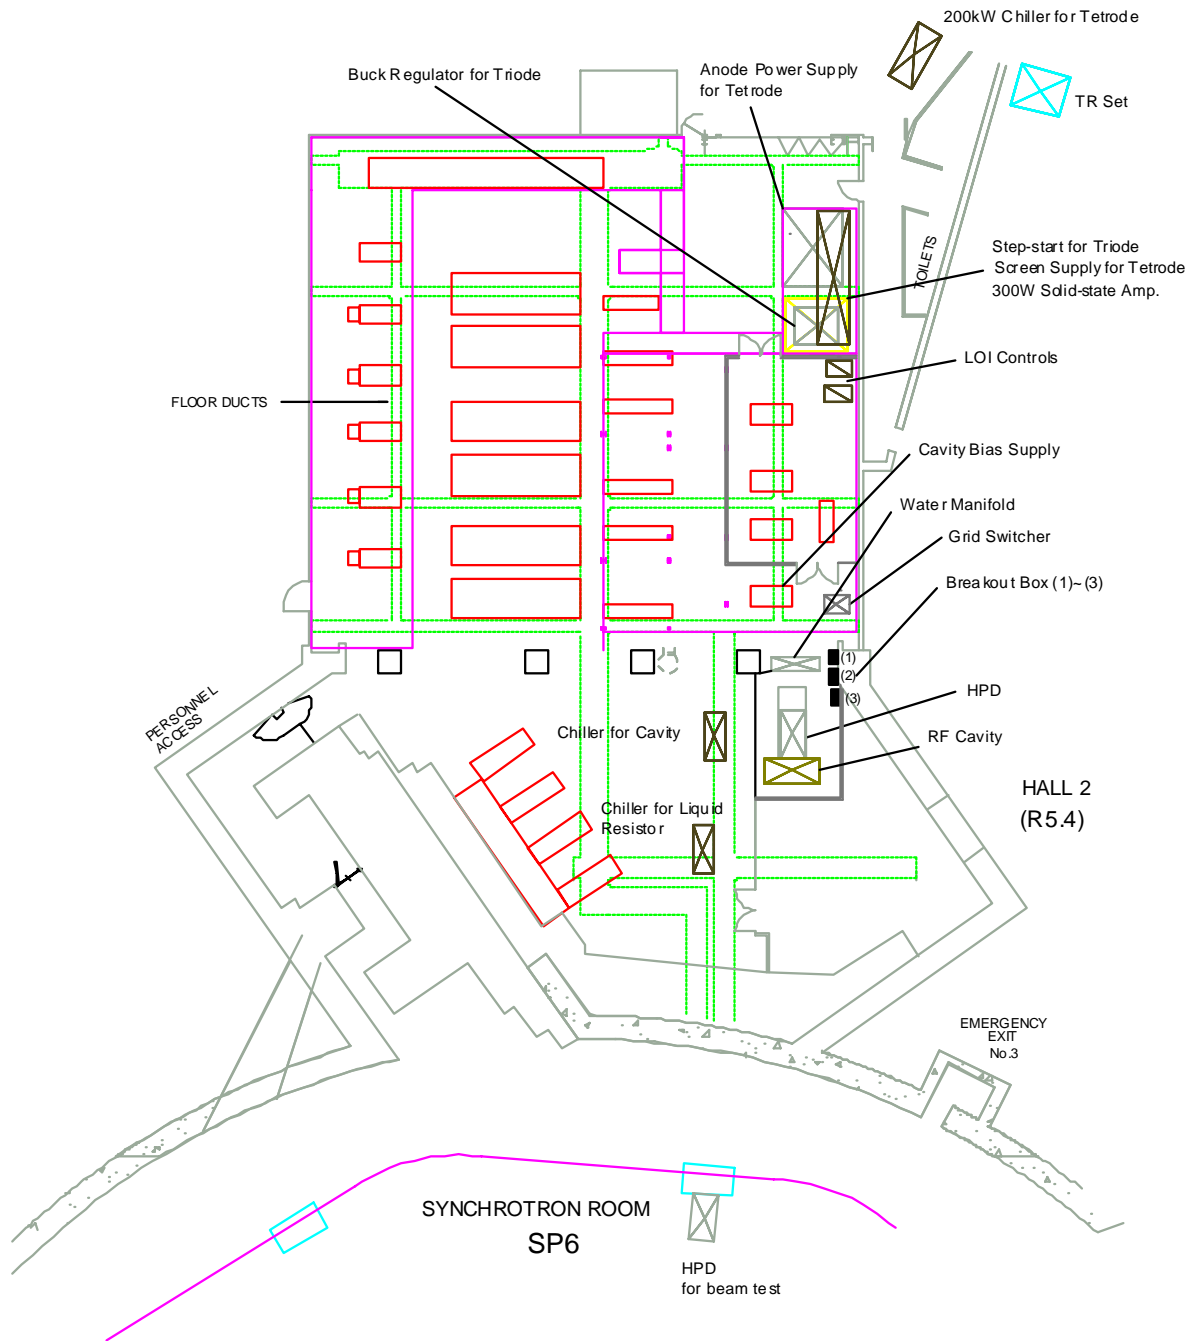 200kW Chiller for Tetrode
Buck Regulator for Triode
Anode Power Supply
for Tetrode
TR Set
TOILETS
Step-start for Triode
Screen Supply for Tetrode
300W Solid-state Amp.
LOI Controls
FLOOR DUCTS
Cavity Bias Supply
Water Manifold
Grid Switcher
Breakout Box (1)~(3)
(1)
(2)
(3)
PERSONNEL
ACCESS
HPD
Chiller for Cavity
RF Cavity
HALL 2
(R5.4)
Chiller for Liquid
Resistor
EMERGENCY
EXIT
No.3
SYNCHROTRON ROOM
SP6
HPD
for beam test